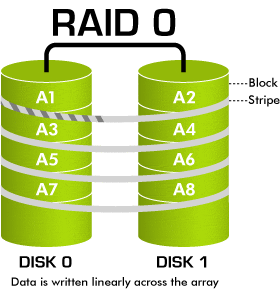 RAID 0
Block
A1 A2
Stripe
A3 A4
A5 A6
A7 A8
DISK 0 DISK 1
Data is written linearly across the array